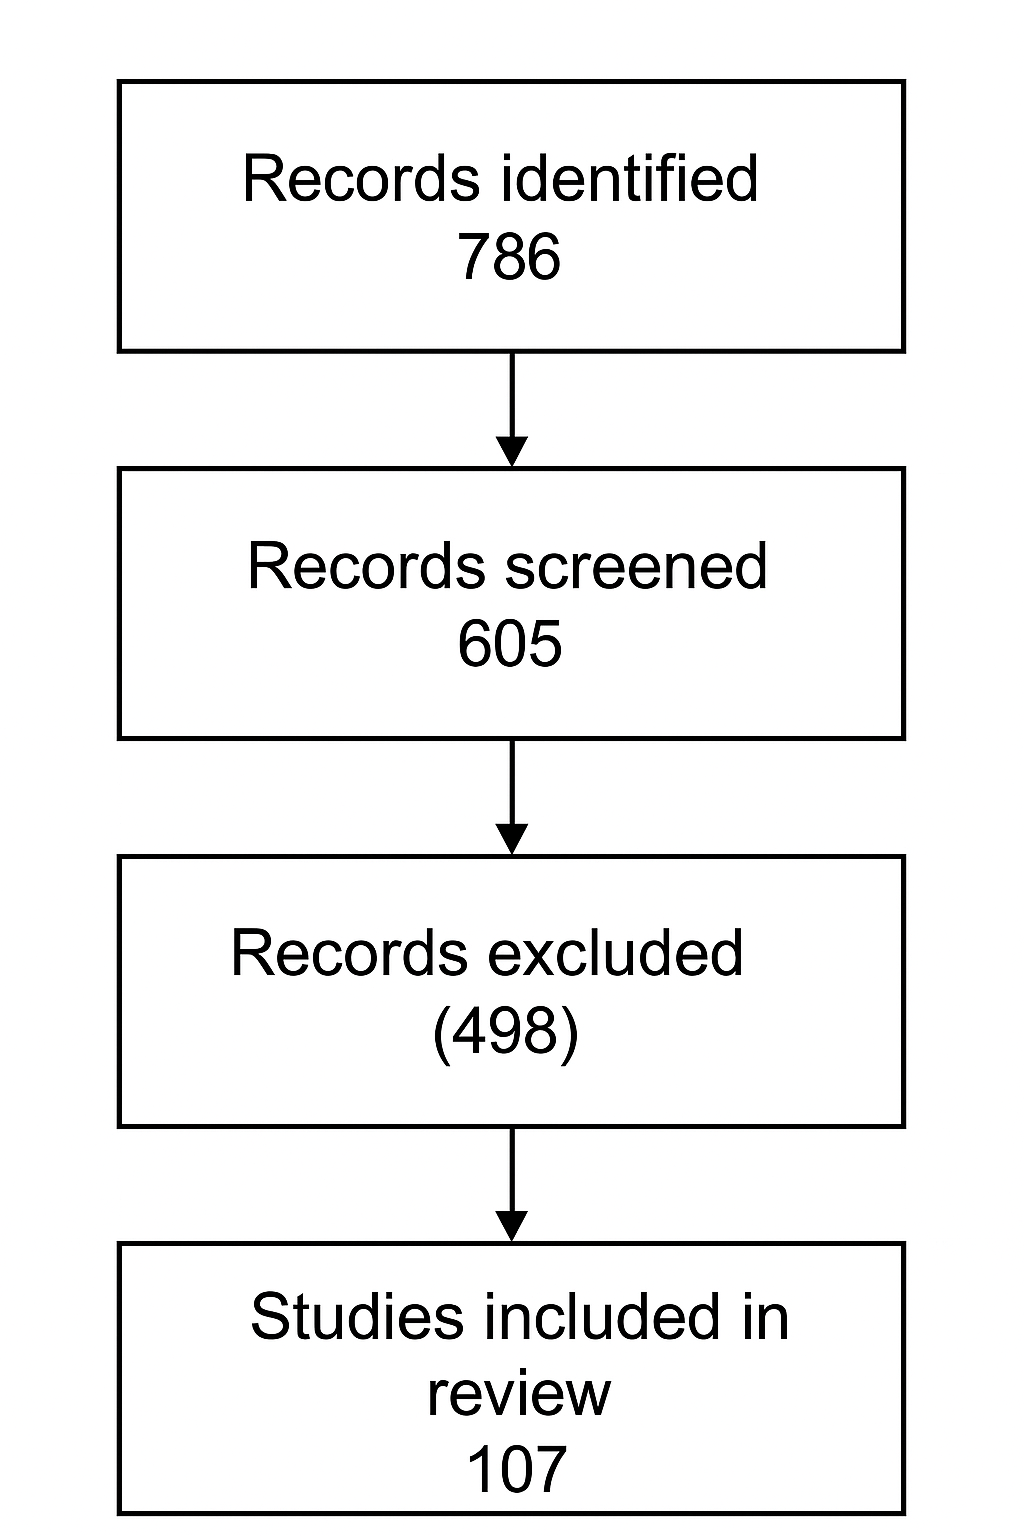 Records identified
786
Records screened
605
Records excluded
(498)
Studies included in
review
107